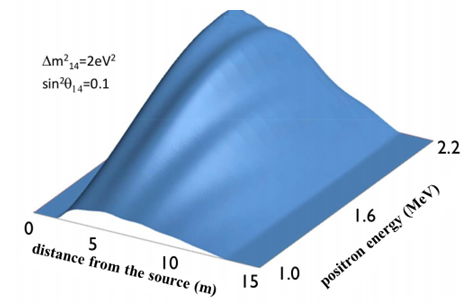 Δm²₁₄=2eV²
sin²θ₁₄=0.1
2.2
1.6
1.0
positron energy (MeV)
0
5
10
15
distance from the source (m)